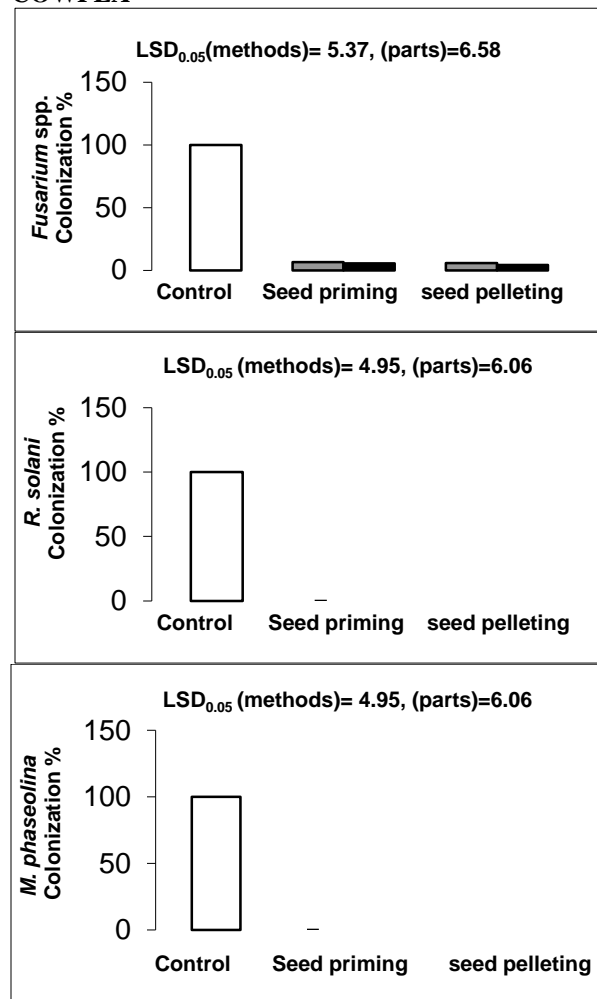 COWPEA
LSD0.05(methods)= 5.37, (parts)=6.58
Fusarium spp.
Colonization %
150
100
50
0
Control Seed priming seed pelleting
LSD0.05 (methods)= 4.95, (parts)=6.06
R. solani
Colonization %
150
100
50
0
Control Seed priming seed pelleting
LSD0.05 (methods)= 4.95, (parts)=6.06
M. phaseolina
Colonization %
150
100
50
0
Control Seed priming seed pelleting